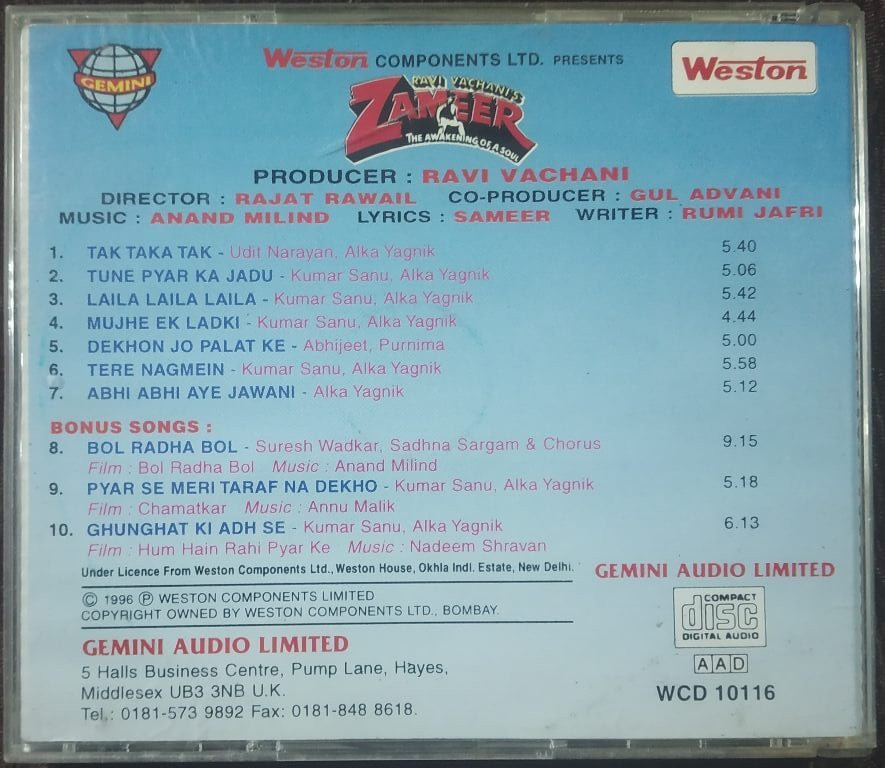 GEMINI
Weston COMPONENTS LTD. PRESENTS
Weston
RAVI VACHANI'S
ZAMEER
THE AWAKENING OF A SOUL
PRODUCER : RAVI VACHANI
DIRECTOR : RAJAT RAWAIL CO-PRODUCER : GUL ADVANI
MUSIC : ANAND MILIND LYRICS : SAMEER WRITER : RUMI JAFRI
1. TAK TAKA TAK - Udit Narayan, Alka Yagnik 5.40
2. TUNE PYAR KA JADU - Kumar Sanu, Alka Yagnik 5.06
3. LAILA LAILA LAILA - Kumar Sanu, Alka Yagnik 5.42
4. MUJHE EK LADKI - Kumar Sanu, Alka Yagnik 4.44
5. DEKHON JO PALAT KE - Abhijeet, Purnima 5.00
6. TERE NAGMEIN - Kumar Sanu, Alka Yagnik 5.58
7. ABHI ABHI AYE JAWANI - Alka Yagnik 5.12
BONUS SONGS :
8. BOL RADHA BOL - Suresh Wadkar, Sadhna Sargam & Chorus 9.15
Film : Bol Radha Bol Music : Anand Milind
9. PYAR SE MERI TARAF NA DEKHO - Kumar Sanu, Alka Yagnik 5.18
Film : Chamatkar Music : Annu Malik
10. GHUNGHAT KI ADH SE - Kumar Sanu, Alka Yagnik 6.13
Film : Hum Hain Rahi Pyar Ke Music : Nadeem Shravan
Under Licence From Weston Components Ltd., Weston House, Okhla Indl. Estate, New Delhi.
GEMINI AUDIO LIMITED
© 1996 ℗ WESTON COMPONENTS LIMITED
COPYRIGHT OWNED BY WESTON COMPONENTS LTD., BOMBAY.
COMPACT
disc
DIGITAL AUDIO
GEMINI AUDIO LIMITED
5 Halls Business Centre, Pump Lane, Hayes,
Middlesex UB3 3NB U.K.
Tel.: 0181-573 9892 Fax: 0181-848 8618.
AAD
WCD 10116